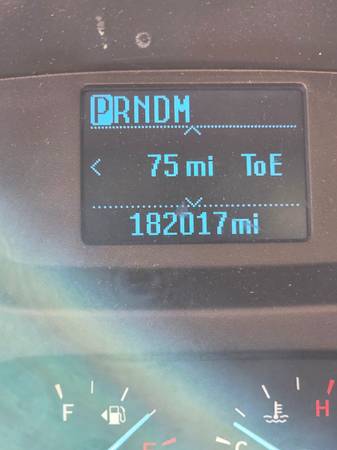 PRNDM
75 mi ToE
182017mi
F H
E C